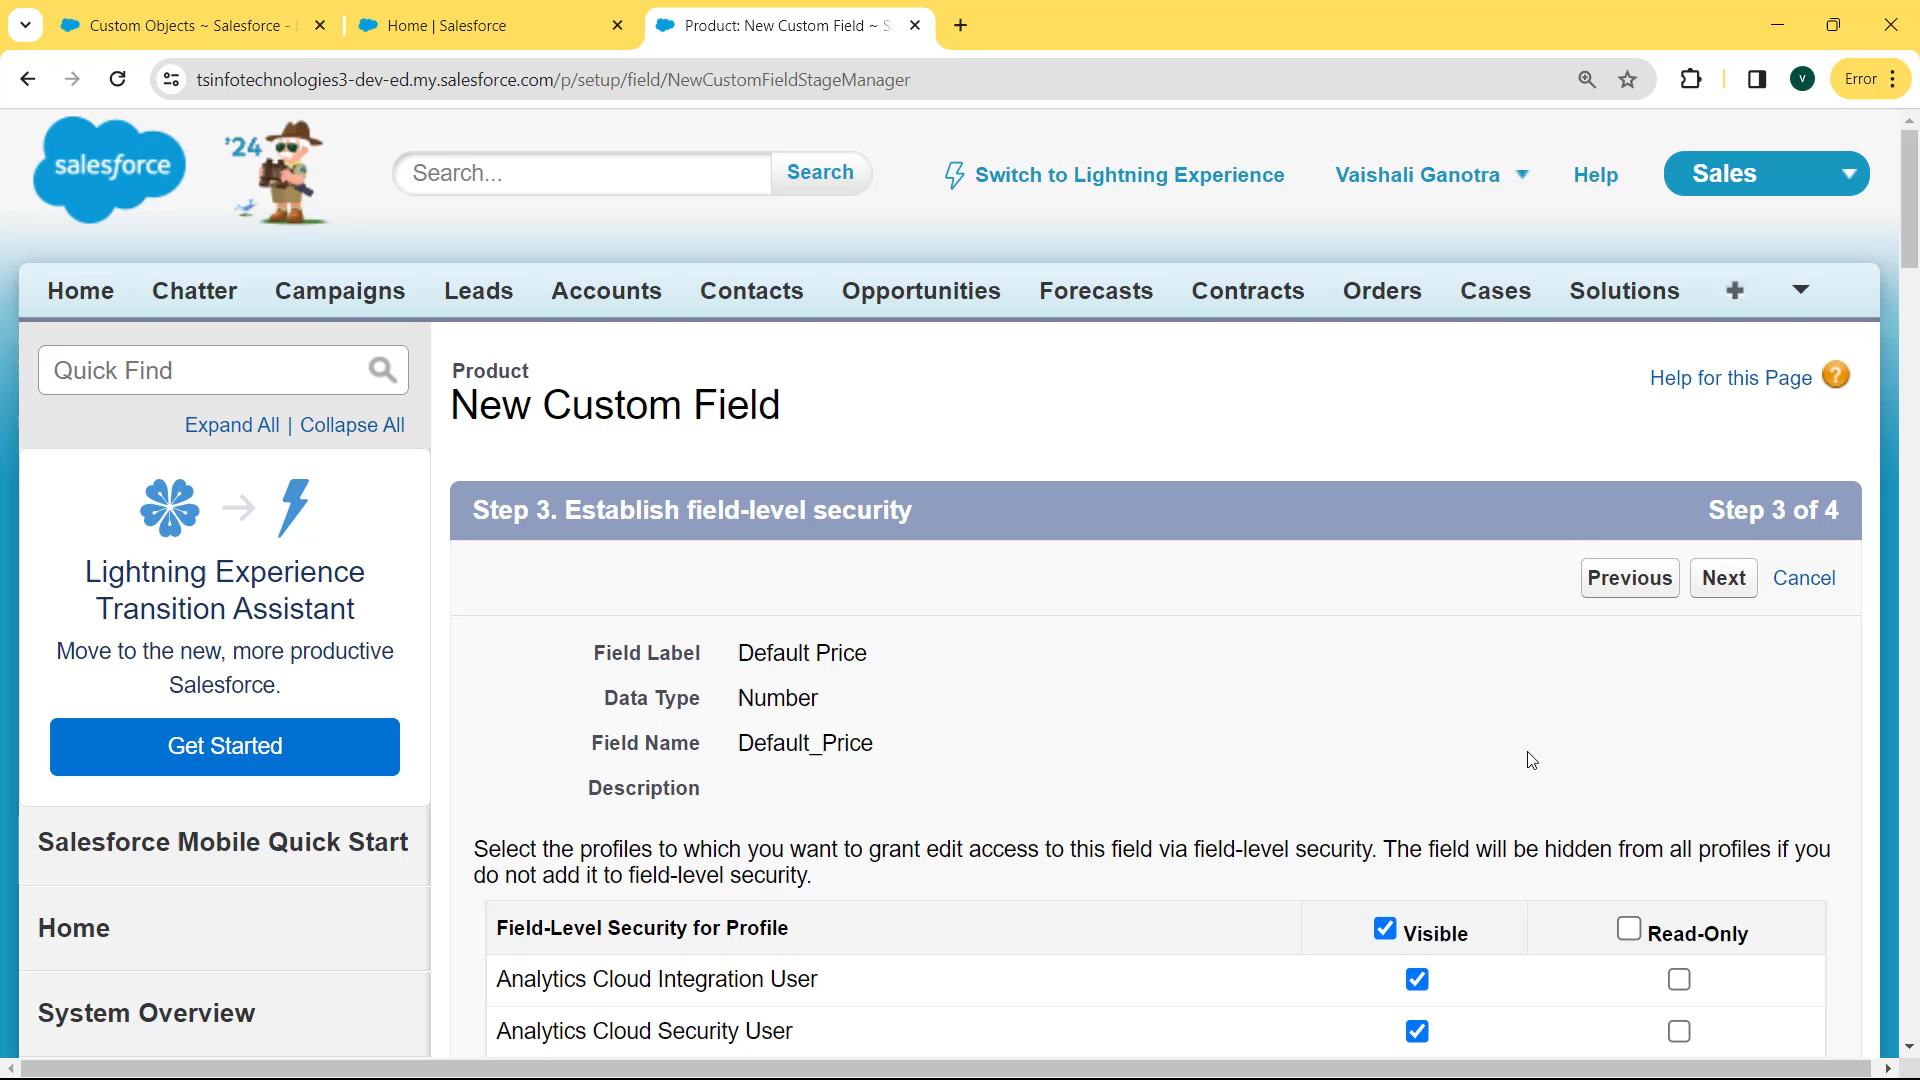 Custom Objects ~ Salesforce -
Home | Salesforce
Product: New Custom Field ~
tsinfotechnologies3-dev-ed.my.salesforce.com/p/setup/field/NewCustomFieldStageManager
V
Error
salesforce
'24
Search...
Search
Switch to Lightning Experience
Vaishali Ganotra
Help
Sales
Home
Chatter
Campaigns
Leads
Accounts
Contacts
Opportunities
Forecasts
Contracts
Orders
Cases
Solutions
Quick Find
Expand All | Collapse All
Lightning Experience
Transition Assistant
Move to the new, more productive
Salesforce.
Get Started
Salesforce Mobile Quick Start
Home
System Overview
Product
New Custom Field
Help for this Page ?
Step 3. Establish field-level security
Step 3 of 4
Previous
Next
Cancel
Field Label Default Price
Data Type Number
Field Name Default_Price
Description
Select the profiles to which you want to grant edit access to this field via field-level security. The field will be hidden from all profiles if you
do not add it to field-level security.
Field-Level Security for Profile
Visible
Read-Only
Analytics Cloud Integration User
Analytics Cloud Security User